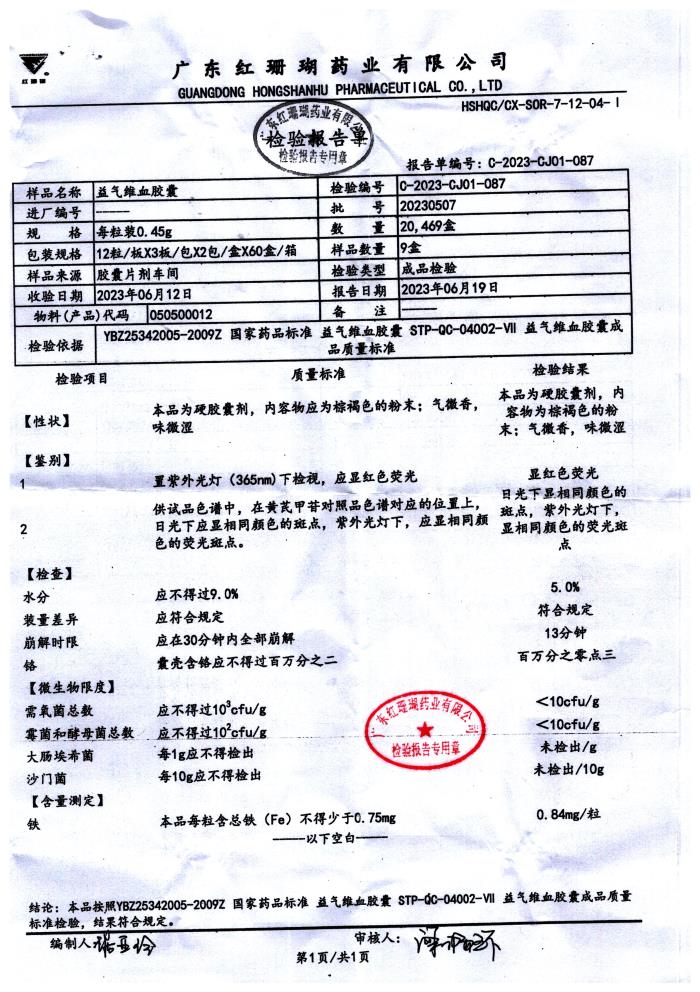 红珊瑚
广东红珊瑚药业有限公司
GUANGDONG HONGSHANHU PHARMACEUTICAL CO.,LTD
HSHQC/CX-SOR-7-12-04-Ⅰ
广东红珊瑚药业有限公司
检验报告单
检验报告专用章
报告单编号：C-2023-CJ01-087
样品名称 益气维血胶囊 检验编号 C-2023-CJ01-087
进厂编号 ——— 批号 20230507
规格 每粒装0.45g 数量 20,469盒
包装规格 12粒/板X3板/包X2包/盒X60盒/箱 样品数量 9盒
样品来源 胶囊片剂车间 检验类型 成品检验
收验日期 2023年06月12日 报告日期 2023年06月19日
物料(产品)代码 050500012 备注 ———
检验依据 YBZ25342005-2009Z 国家药品标准 益气维血胶囊 STP-QC-04002-Ⅶ 益气维血胶囊成
品质量标准
检验项目 质量标准 检验结果
【性状】 本品为硬胶囊剂，内容物应为棕褐色的粉末；气微香，
味微涩
本品为硬胶囊剂，内
容物为棕褐色的粉
末；气微香，味微涩
【鉴别】
1 置紫外光灯（365nm)下检视，应显红色荧光 显红色荧光
2 供试品色谱中，在黄芪甲苷对照品色谱对应的位置上，
日光下应显相同颜色的斑点，紫外光灯下，应显相同颜
色的荧光斑点。
日光下显相同颜色的
斑点，紫外光灯下，
显相同颜色的荧光斑
点
【检查】
水分 应不得过9.0% 5.0%
装量差异 应符合规定 符合规定
崩解时限 应在30分钟内全部崩解 13分钟
铬 囊壳含铬应不得过百万分之二 百万分之零点三
【微生物限度】
需氧菌总数 应不得过10³cfu/g ＜10cfu/g
霉菌和酵母菌总数 应不得过10²cfu/g ＜10cfu/g
大肠埃希菌 每1g应不得检出 未检出/g
沙门菌 每10g应不得检出 未检出/10g
广东红珊瑚药业有限公司
检验报告专用章
【含量测定】
铁 本品每粒含总铁（Fe）不得少于0.75mg 0.84mg/粒
———以下空白———
结论：本品按照YBZ25342005-2009Z 国家药品标准 益气维血胶囊 STP-QC-04002-Ⅶ 益气维血胶囊成品质量
标准检验，结果符合规定。
编制人： 审核人：
第1页/共1页